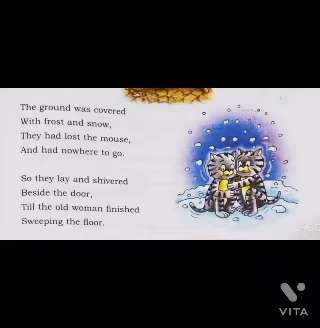 The ground was covered
With frost and snow,
They had lost the mouse,
And had nowhere to go.
So they lay and shivered
Beside the door,
Till the old woman finished
Sweeping the floor.
VITA